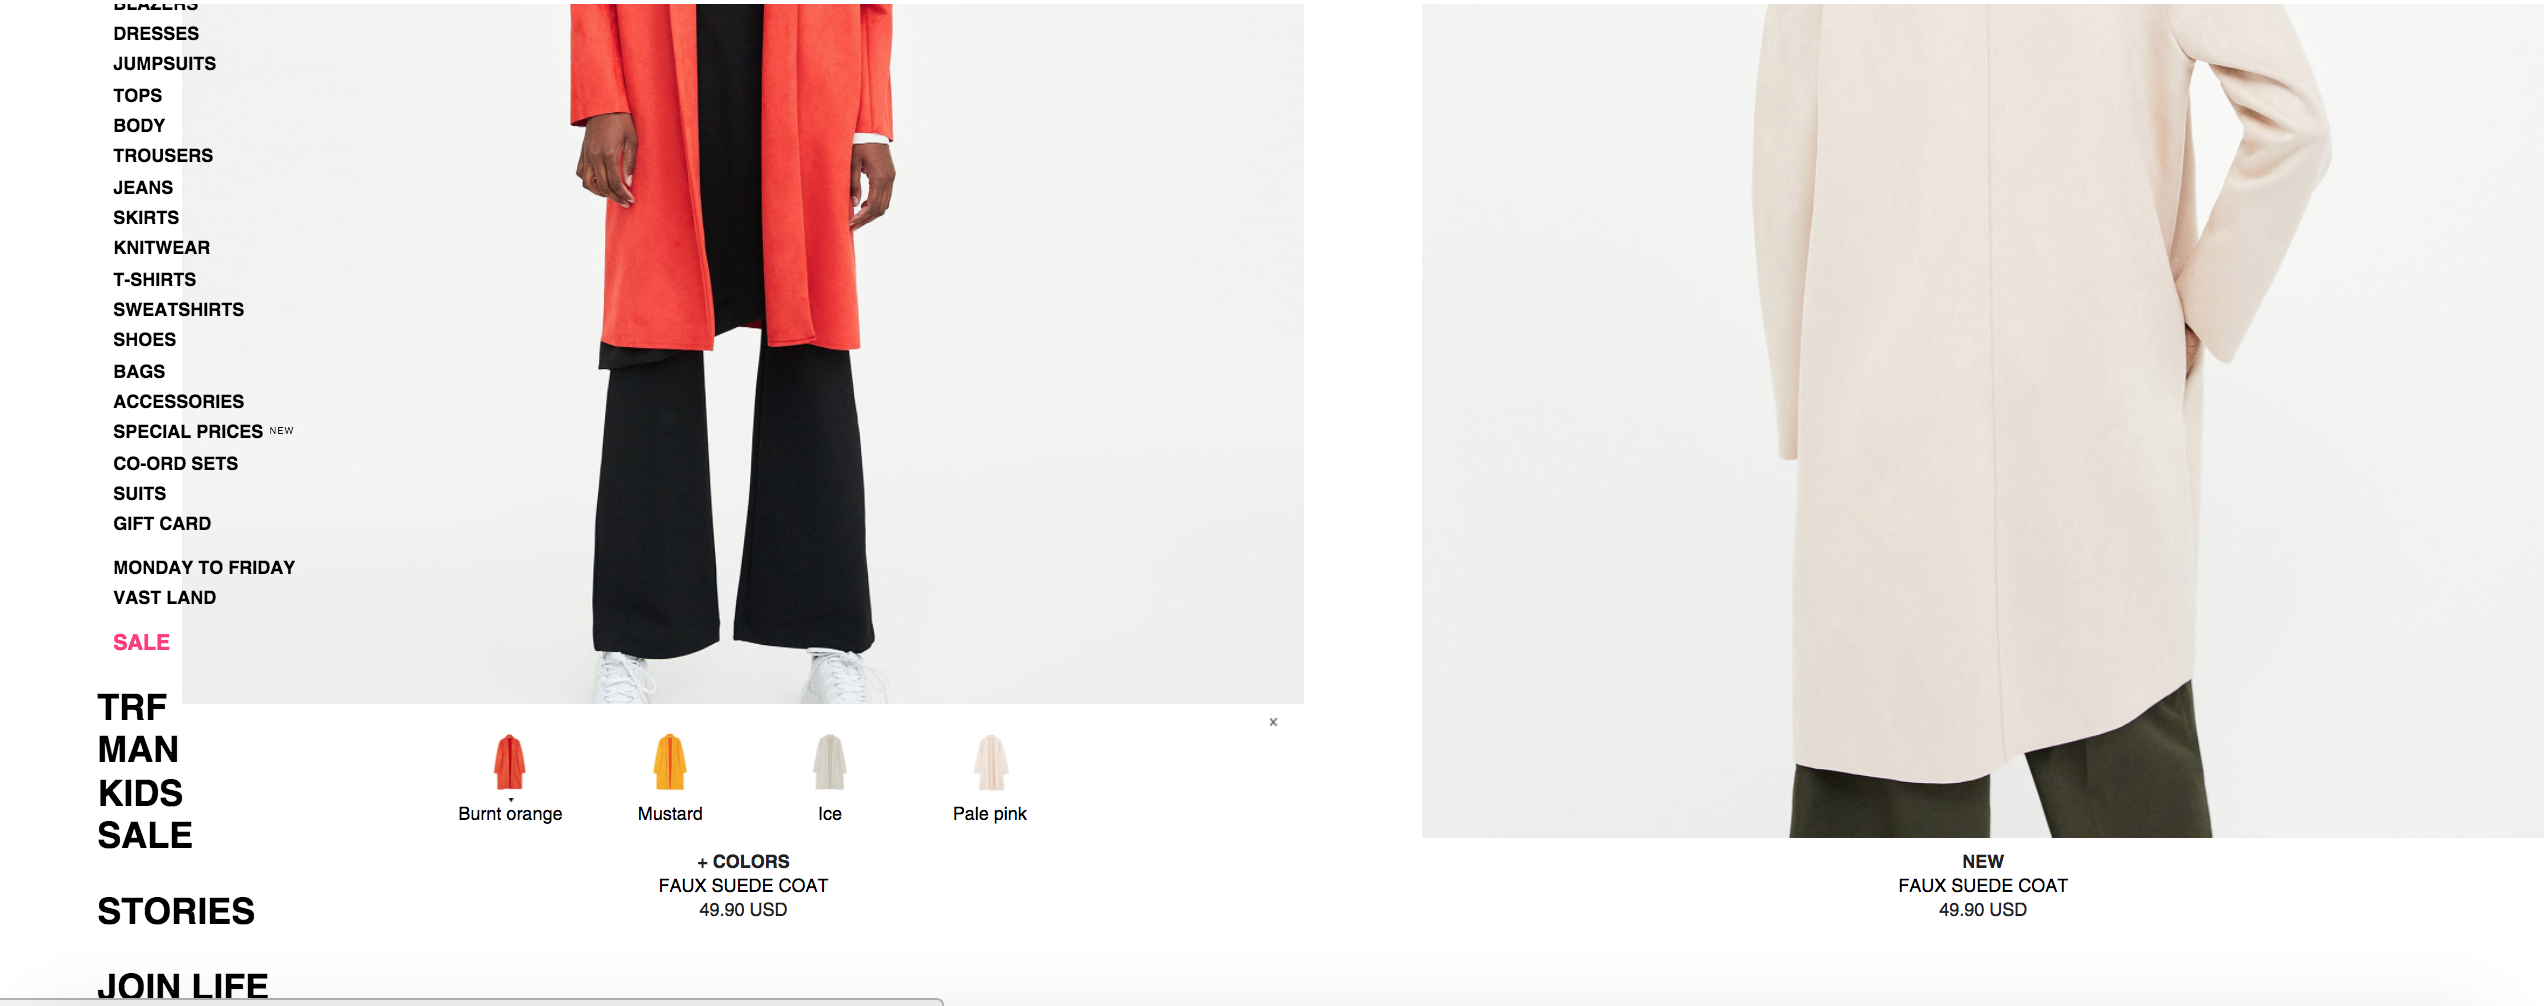 BLAZERS
DRESSES
JUMPSUITS
TOPS
BODY
TROUSERS
JEANS
SKIRTS
KNITWEAR
T-SHIRTS
SWEATSHIRTS
SHOES
BAGS
ACCESSORIES
SPECIAL PRICES NEW
CO-ORD SETS
SUITS
GIFT CARD
MONDAY TO FRIDAY
VAST LAND
SALE
TRF
MAN
KIDS
SALE
STORIES
JOIN LIFE
x
Burnt orange Mustard Ice Pale pink
+ COLORS
FAUX SUEDE COAT
49.90 USD
NEW
FAUX SUEDE COAT
49.90 USD